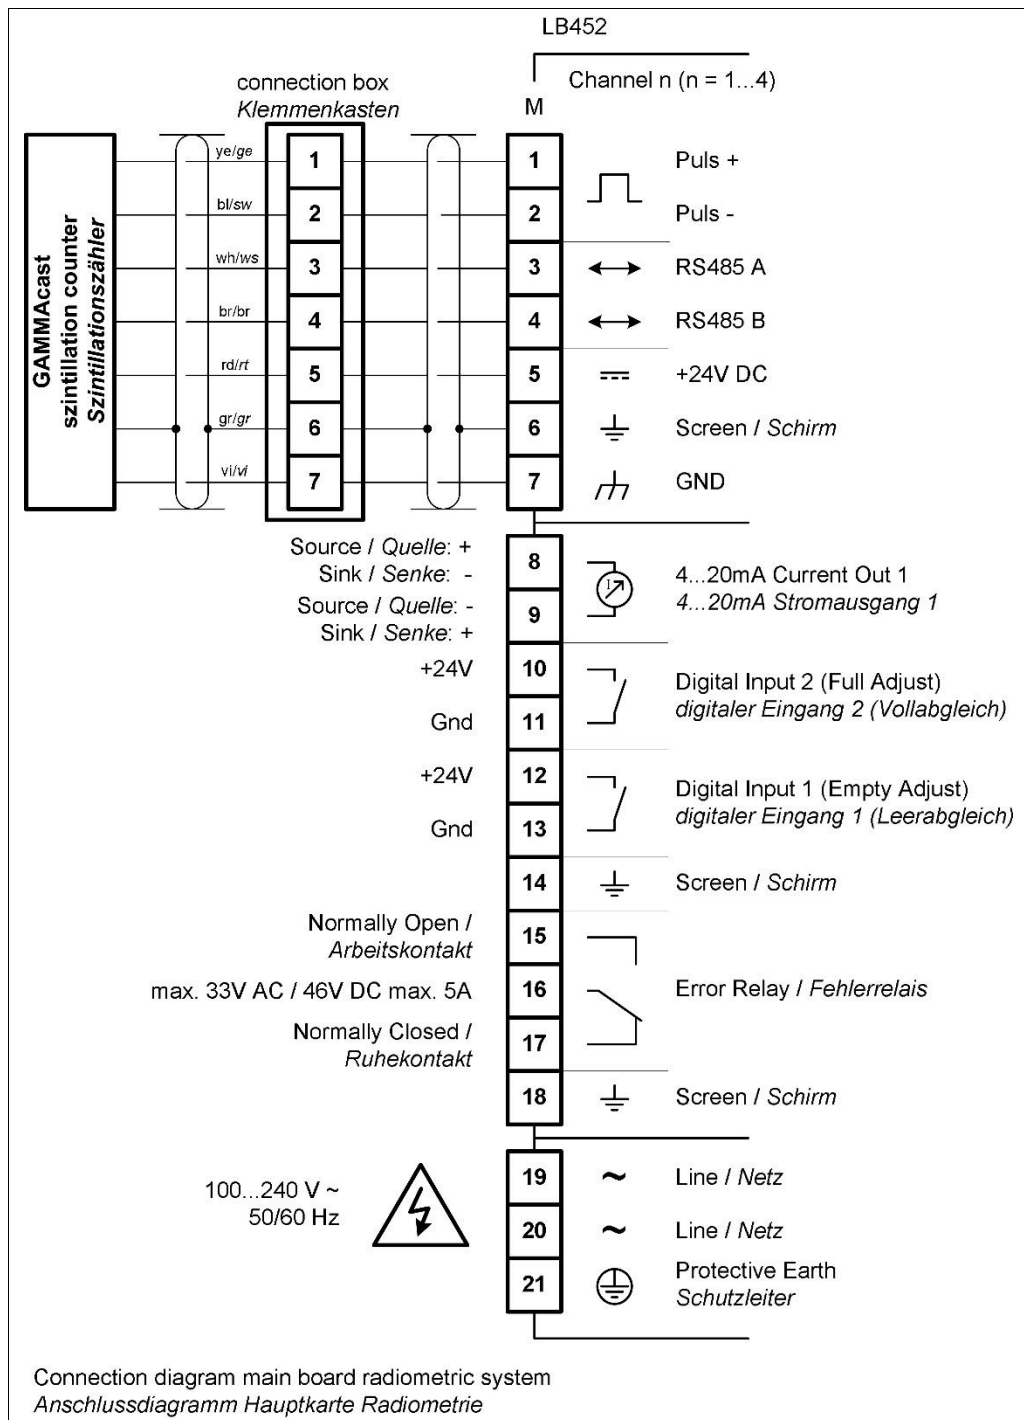 LB452
Channel n (n = 1...4)
connection box
Klemmenkasten
M
GAMMAcast
szintillation counter
Szintillationszähler
ye/ge
1
1
Puls +
bl/sw
2
2
Puls -
wh/ws
3
3
RS485 A
br/br
4
4
RS485 B
rd/rt
5
5
+24V DC
gr/gr
6
6
Screen / Schirm
vi/vi
7
7
GND
Source / Quelle: +
Sink / Senke: -
8
I
4...20mA Current Out 1
4...20mA Stromausgang 1
Source / Quelle: -
Sink / Senke: +
9
+24V
10
Digital Input 2 (Full Adjust)
digitaler Eingang 2 (Vollabgleich)
Gnd
11
+24V
12
Digital Input 1 (Empty Adjust)
digitaler Eingang 1 (Leerabgleich)
Gnd
13
14
Screen / Schirm
Normally Open /
Arbeitskontakt
15
max. 33V AC / 46V DC max. 5A
16
Error Relay / Fehlerrelais
Normally Closed /
Ruhekontakt
17
18
Screen / Schirm
100...240 V ~
50/60 Hz
19
~
Line / Netz
20
~
Line / Netz
21
Protective Earth
Schutzleiter
Connection diagram main board radiometric system
Anschlussdiagramm Hauptkarte Radiometrie